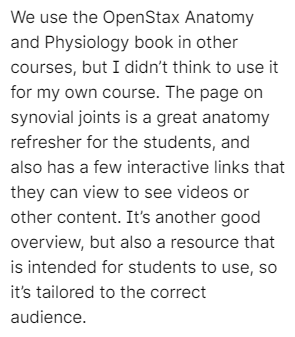 We use the OpenStax Anatomy
and Physiology book in other
courses, but I didn’t think to use it
for my own course. The page on
synovial joints is a great anatomy
refresher for the students, and
also has a few interactive links that
they can view to see videos or
other content. It’s another good
overview, but also a resource that
is intended for students to use, so
it’s tailored to the correct
audience.